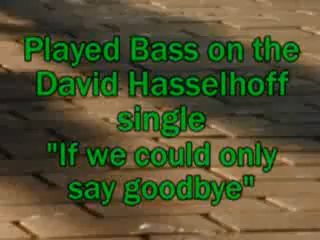 Played Bass on the
David Hasselhoff
single
"If we could only
say goodbye"